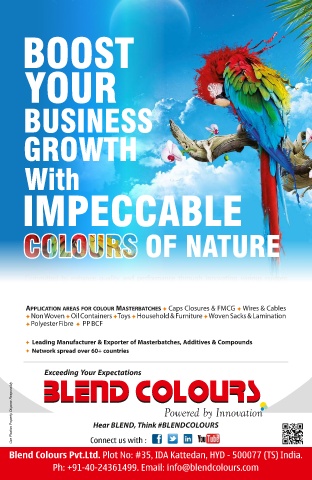 BOOST
YOUR
BUSINESS
GROWTH
With
IMPECCABLE
COLOURS OF NATURE
APPLICATION AREAS FOR COLOUR MASTERBATCHES ✦ Caps Closures & FMCG ✦ Wires & Cables
✦ Non Woven ✦ Oil Containers ✦ Toys ✦ Household & Furniture ✦ Woven Sacks & Lamination
✦ Polyester Fibre ✦ PP BCF
✦ Leading Manufacturer & Exporter of Masterbatches, Additives & Compounds
✦ Network spread over 60+ countries
Exceeding Your Expectations
BLEND COLOURS
Powered by Innovation
Hear BLEND, Think #BLENDCOLOURS
Connect us with : f in YouTube
Blend Colours Pvt.Ltd. Plot No: #35, IDA Kattedan, HYD - 500077 (TS) India.
Ph: +91-40-24361499. Email: info@blendcolours.com